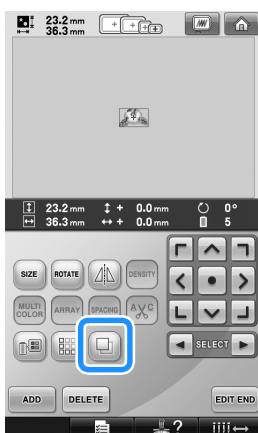 23.2 mm
36.3 mm
23.2 mm + 0.0 mm 0°
36.3 mm + 0.0 mm 5
SIZE ROTATE DENSITY
MULTI COLOR ARRAY SPACING AVC
SELECT
ADD DELETE EDIT END
?